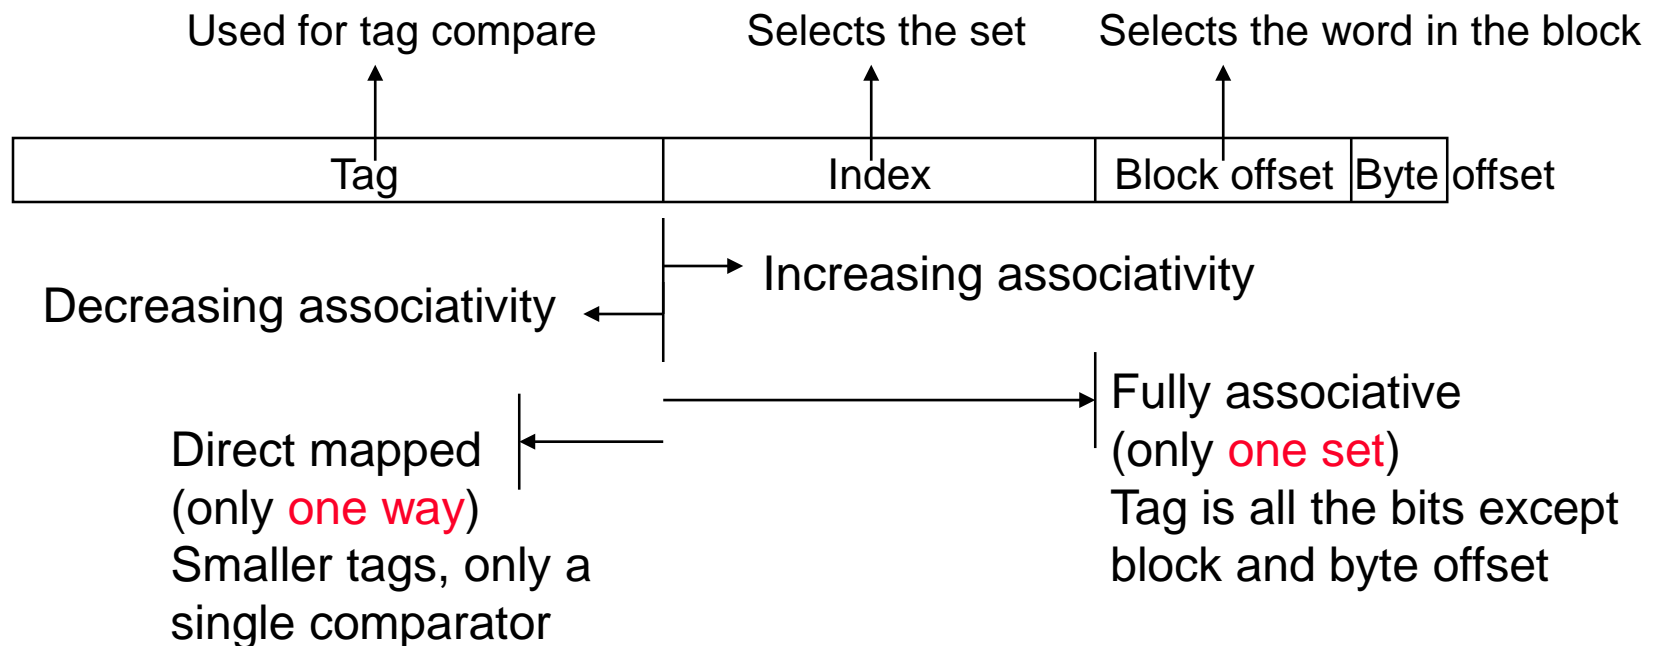 Used for tag compare
Selects the set
Selects the word in the block
Tag
Index
Block offset
Byte offset
Increasing associativity
Decreasing associativity
Fully associative
(only one set)
Tag is all the bits except
block and byte offset
Direct mapped
(only one way)
Smaller tags, only a
single comparator